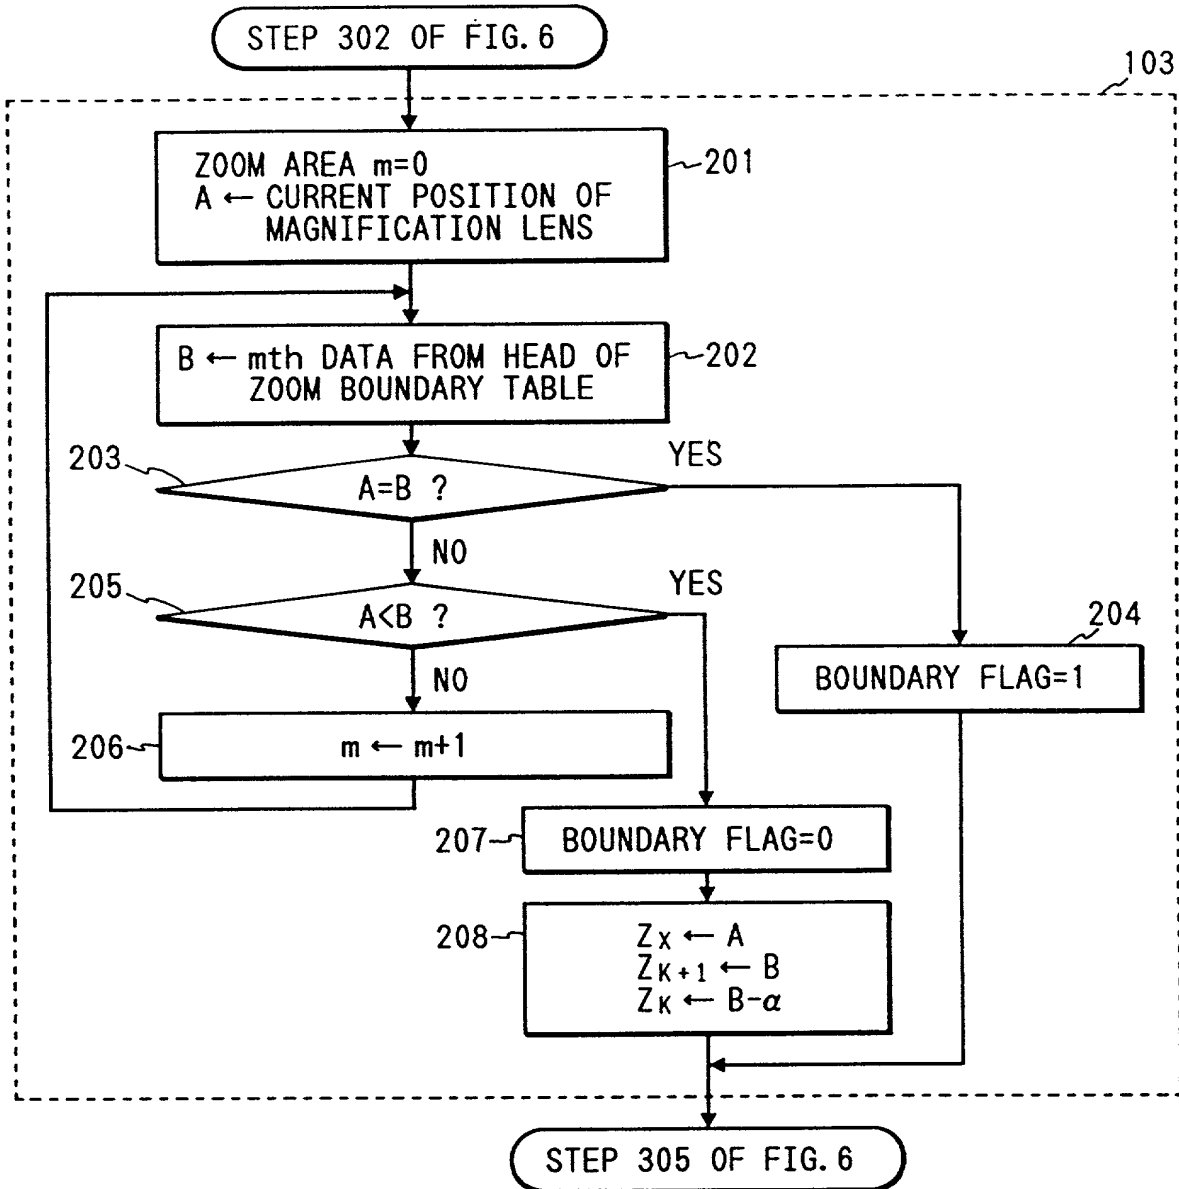 STEP 302 OF FIG. 6
103
ZOOM AREA m=0
A ← CURRENT POSITION OF
MAGNIFICATION LENS
201
B ← mth DATA FROM HEAD OF
ZOOM BOUNDARY TABLE
202
203
A=B ?
YES
NO
205
A<B ?
YES
NO
204
BOUNDARY FLAG=1
206
m ← m+1
207
BOUNDARY FLAG=0
208
ZX ← A
ZK+1 ← B
ZK ← B-α
STEP 305 OF FIG. 6